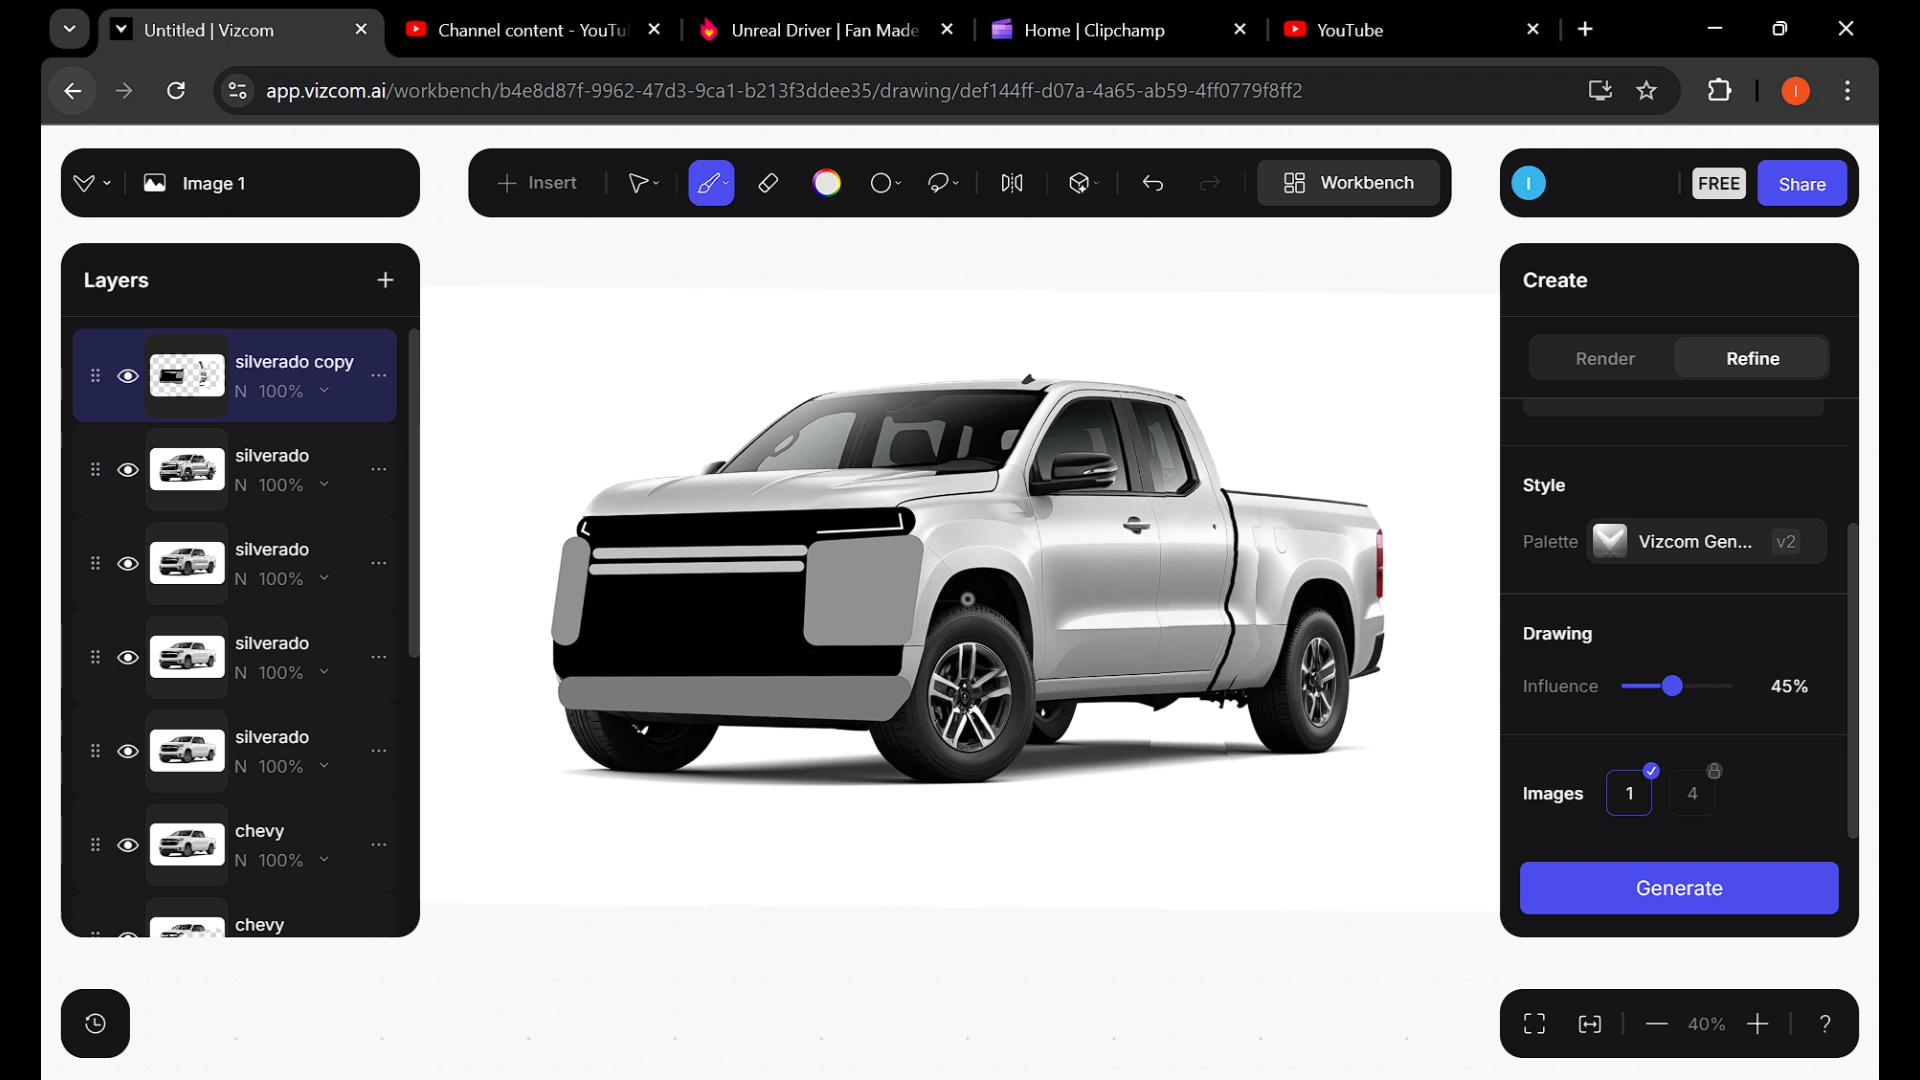 Untitled | Vizcom
Channel content - YouTu
Unreal Driver | Fan Made
Home | Clipchamp
YouTube
app.vizcom.ai/workbench/b4e8d87f-9962-47d3-9ca1-b213f3ddee35/drawing/def144ff-d07a-4a65-ab59-4ff0779f8ff2
I
Image 1
Insert
Workbench
I
FREE
Share
Layers
silverado copy
N 100%
silverado
N 100%
silverado
N 100%
silverado
N 100%
silverado
N 100%
chevy
N 100%
chevy
Create
Render
Refine
Style
Palette
Vizcom Gen...
v2
Drawing
Influence
45%
Images
1
4
Generate
40%
?